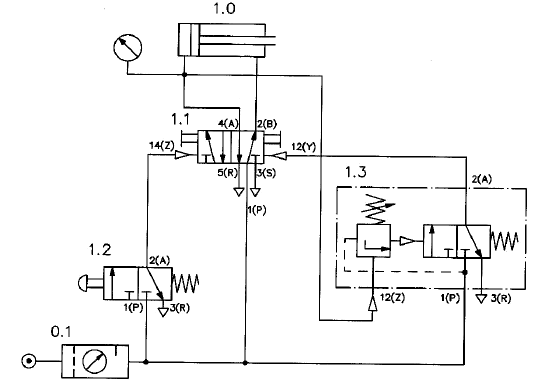 1.0
1.1
4(A)
2(B)
14(Z)
12(Y)
5(R)
3(S)
1(P)
1.3
2(A)
1.2
2(A)
1(P)
3(R)
12(Z)
1(P)
3(R)
0.1